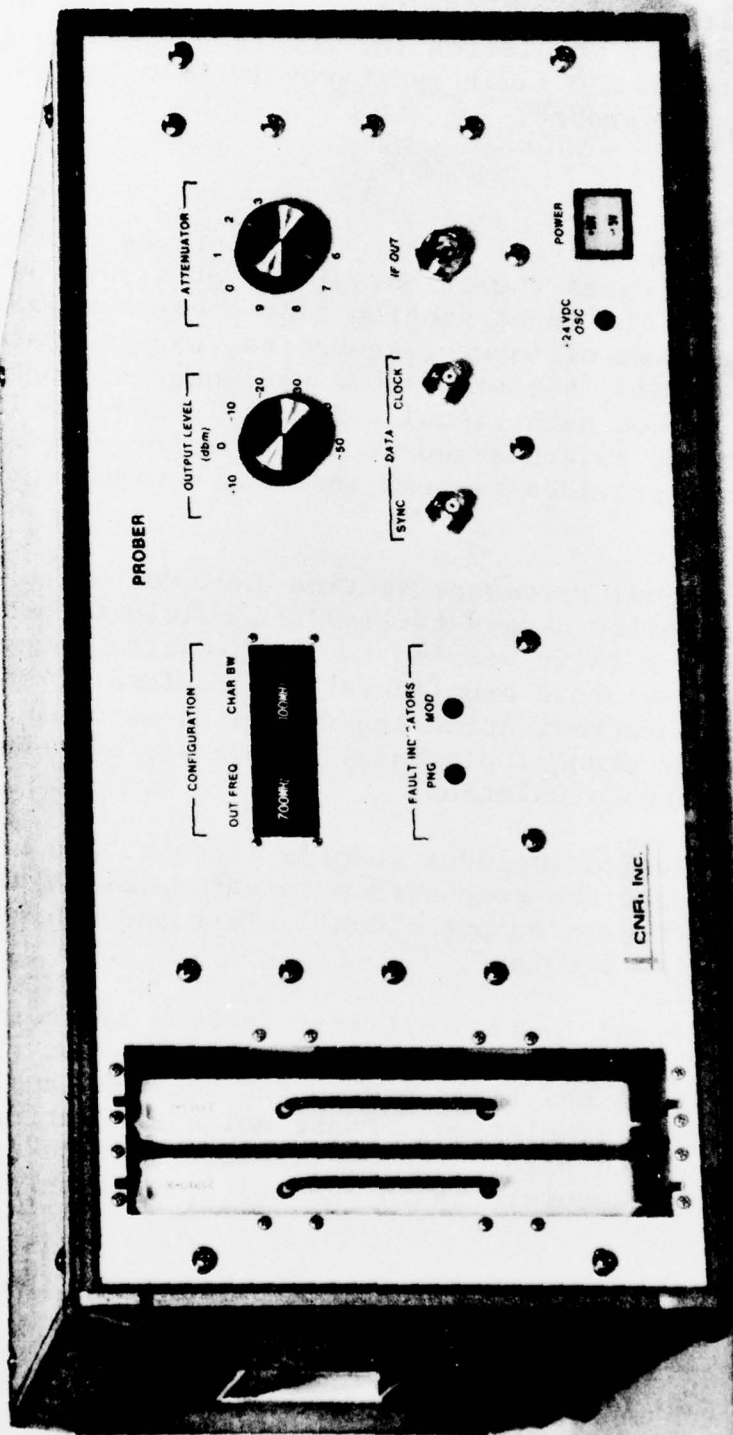 PROBER
CONFIGURATION
OUT FREQ CHAR BW
700MHz 100MHz
OUTPUT LEVEL
(dbm)
-10 0 -10 -20 -30 -50
ATTENUATOR
0 1 2 3 6 7 8 9
FAULT INDICATORS
PNG MOD
DATA
SYNC CLOCK
IF OUT
-24 VDC
OSC
POWER
CNR, Inc.